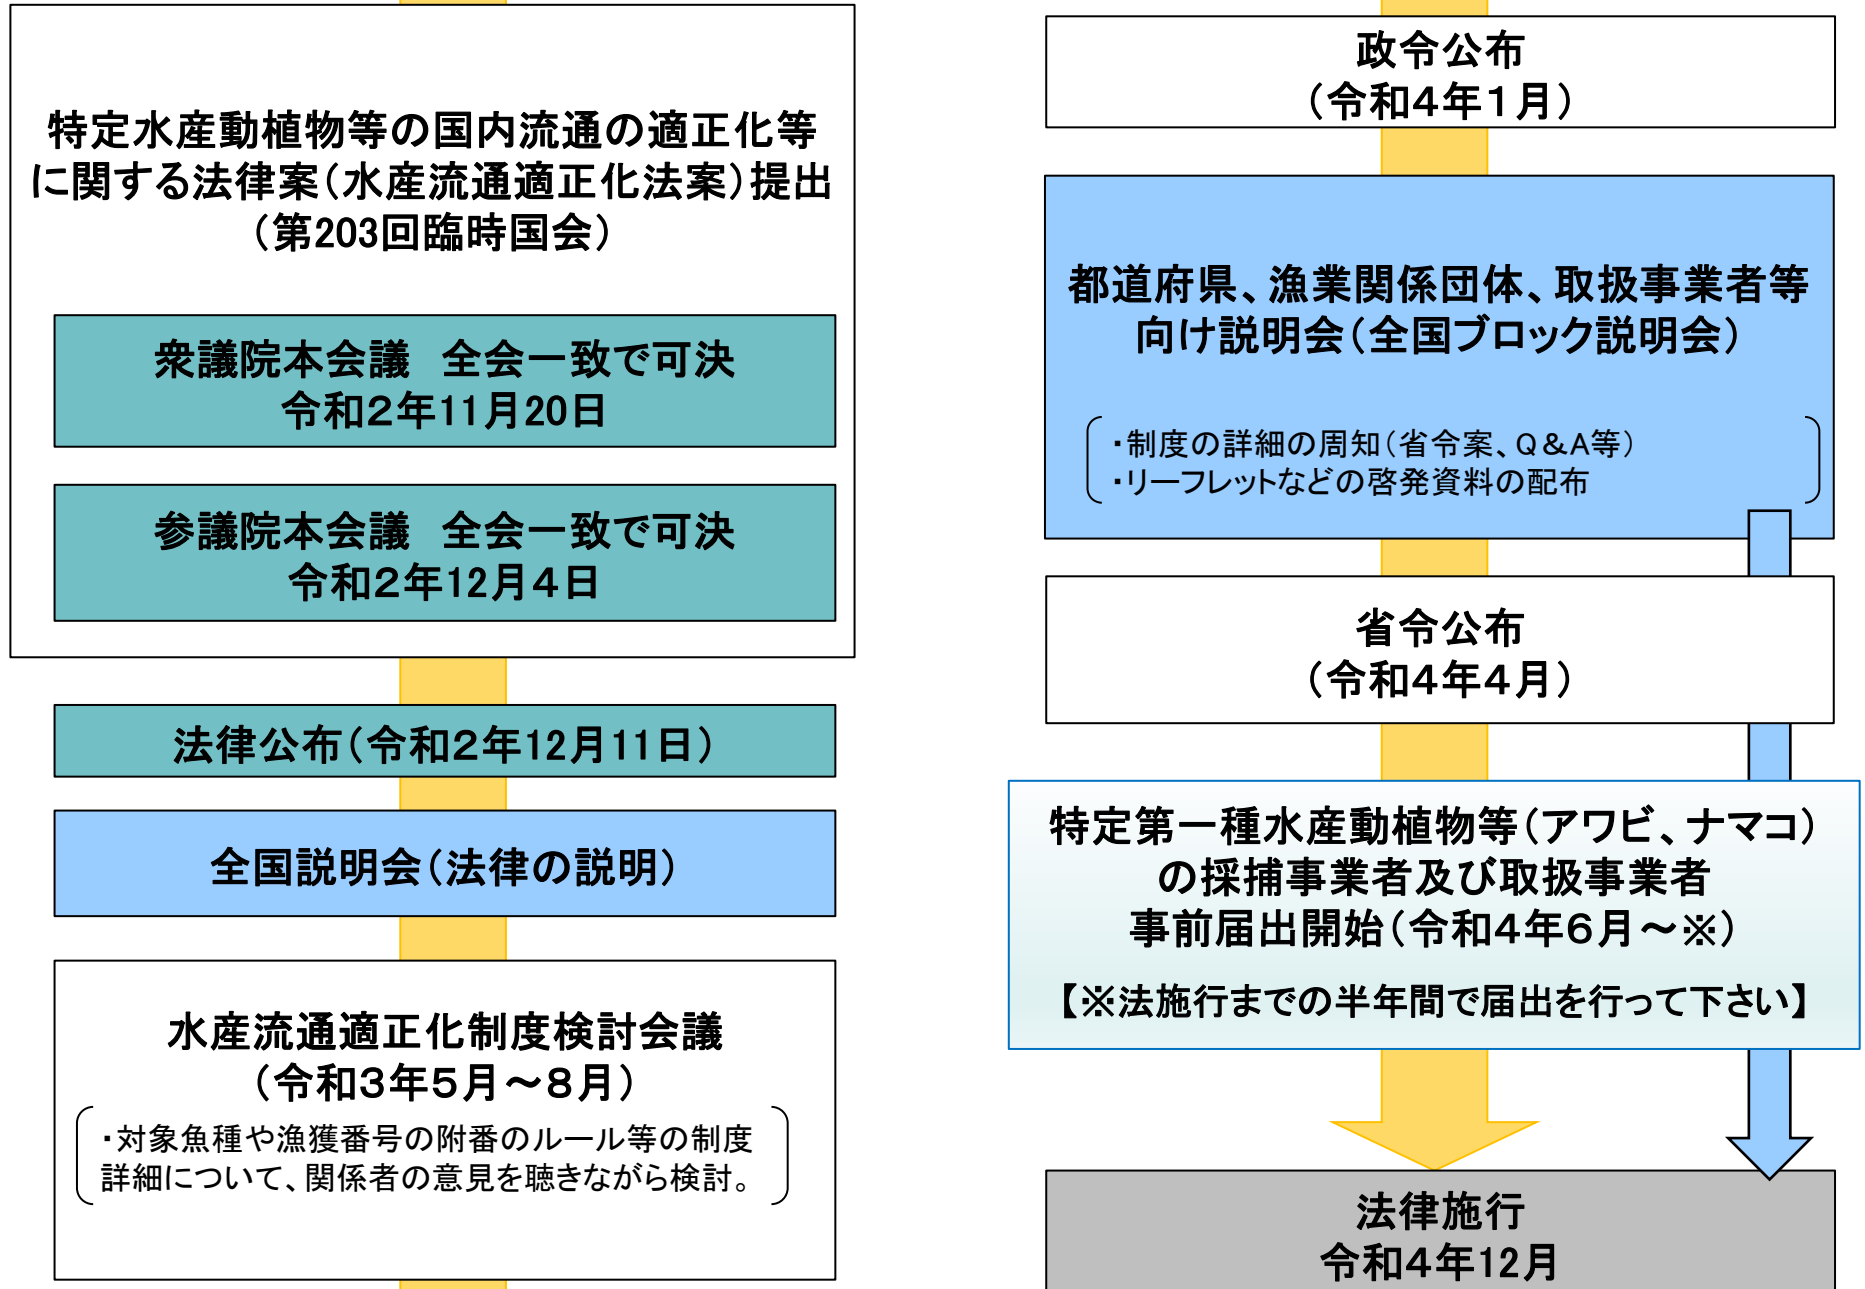 特定水産動植物等の国内流通の適正化等
に関する法律案（水産流通適正化法案）提出
（第203回臨時国会）
衆議院本会議　全会一致で可決
令和２年11月20日
参議院本会議　全会一致で可決
令和２年12月４日
法律公布（令和２年12月11日）
全国説明会（法律の説明）
水産流通適正化制度検討会議
（令和３年５月～８月）
・対象魚種や漁獲番号の附番のルール等の制度
詳細について、関係者の意見を聴きながら検討。
政令公布
（令和４年１月）
都道府県、漁業関係団体、取扱事業者等
向け説明会（全国ブロック説明会）
・制度の詳細の周知（省令案、Q＆A等）
・リーフレットなどの啓発資料の配布
省令公布
（令和４年４月）
特定第一種水産動植物等（アワビ、ナマコ）
の採捕事業者及び取扱事業者
事前届出開始（令和４年６月～※）
【※法施行までの半年間で届出を行って下さい】
法律施行
令和４年12月